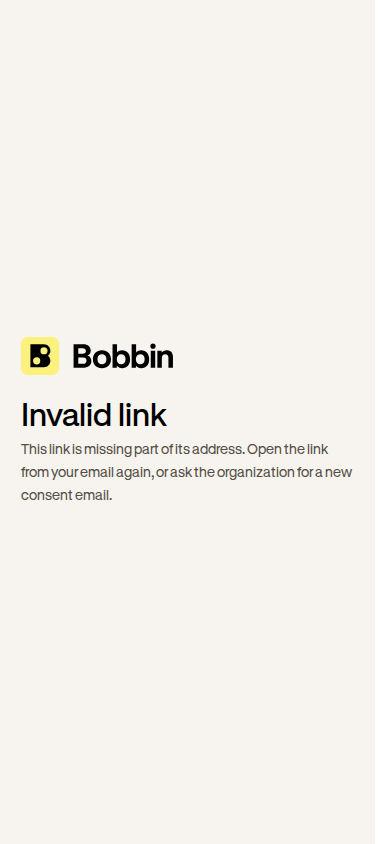 Bobbin
Invalid link
This link is missing part of its address. Open the link
from your email again, or ask the organization for a new
consent email.